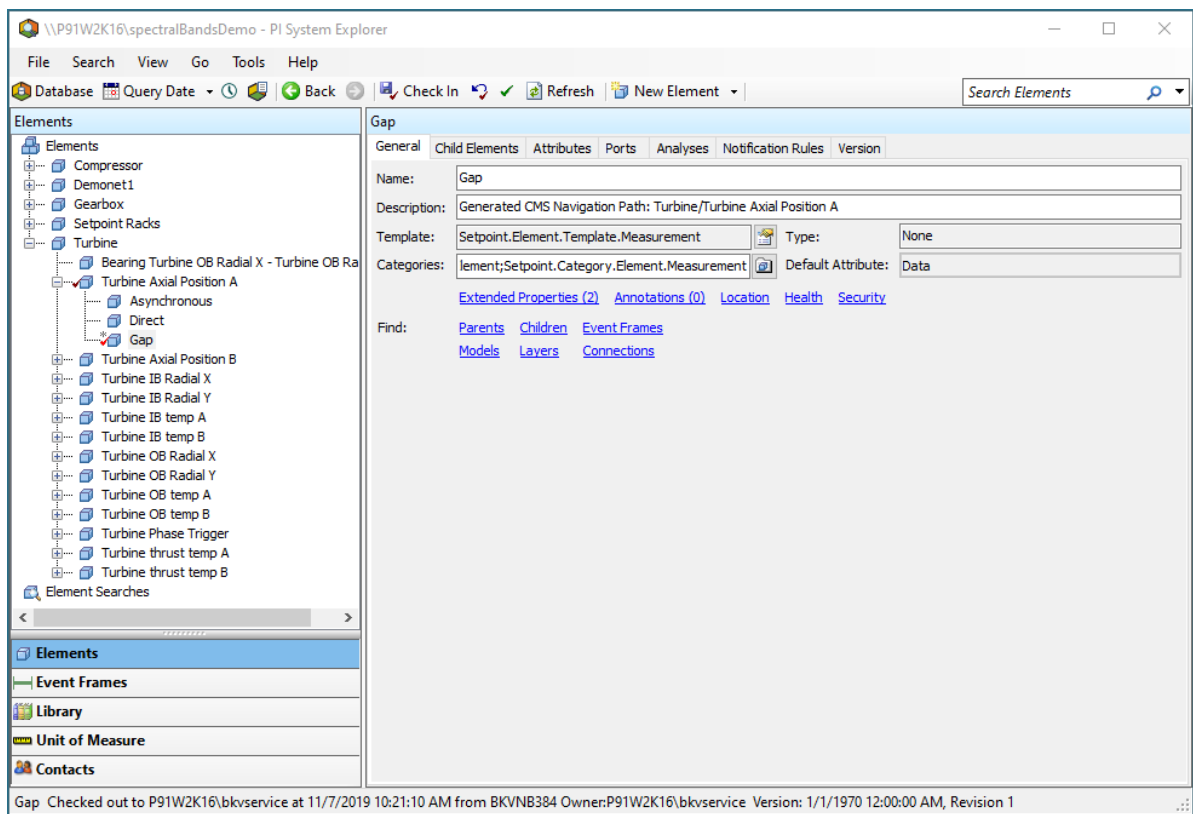 \\P91W2K16\spectralBandsDemo - PI System Explorer
File Search View Go Tools Help
Database Query Date Back Check In Refresh New Element Search Elements
Elements
Elements
Compressor
Demonet1
Gearbox
Setpoint Racks
Turbine
Bearing Turbine OB Radial X - Turbine OB Ra
Turbine Axial Position A
Asynchronous
Direct
Gap
Turbine Axial Position B
Turbine IB Radial X
Turbine IB Radial Y
Turbine IB temp A
Turbine IB temp B
Turbine OB Radial X
Turbine OB Radial Y
Turbine OB temp A
Turbine OB temp B
Turbine Phase Trigger
Turbine thrust temp A
Turbine thrust temp B
Element Searches
Elements
Event Frames
Library
Unit of Measure
Contacts
Gap
General Child Elements Attributes Ports Analyses Notification Rules Version
Name: Gap
Description: Generated CMS Navigation Path: Turbine/Turbine Axial Position A
Template: Setpoint.Element.Template.Measurement Type: None
Categories: lement;Setpoint.Category.Element.Measurement Default Attribute: Data
Extended Properties (2) Annotations (0) Location Health Security
Find: Parents Children Event Frames
Models Layers Connections
Gap Checked out to P91W2K16\bkvservice at 11/7/2019 10:21:10 AM from BKVNB384 Owner:P91W2K16\bkvservice Version: 1/1/1970 12:00:00 AM, Revision 1